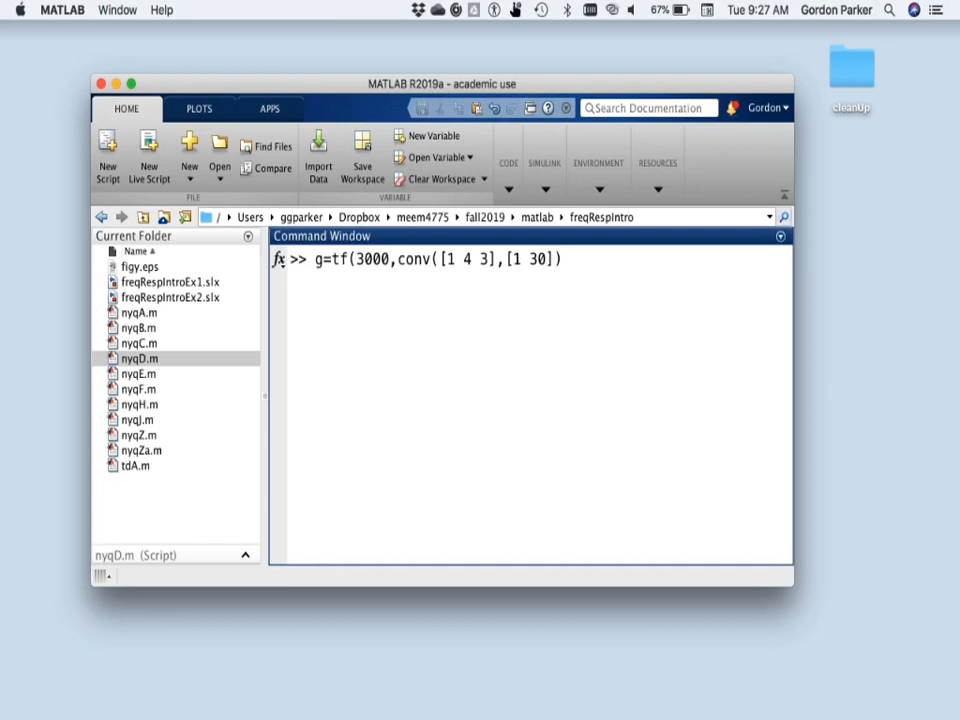 MATLAB Window Help 67% Tue 9:27 AM Gordon Parker
cleanUp
MATLAB R2019a - academic use
HOME PLOTS APPS Search Documentation Gordon
New Script
New Live Script
New
Open
Find Files
Compare
FILE
Import Data
Save Workspace
New Variable
Open Variable
Clear Workspace
VARIABLE
CODE
SIMULINK
ENVIRONMENT
RESOURCES
/ Users ggparker Dropbox meem4775 fall2019 matlab freqRespIntro
Current Folder
Name
figy.eps
freqRespIntroEx1.slx
freqRespIntroEx2.slx
nyqA.m
nyqB.m
nyqC.m
nyqD.m
nyqE.m
nyqF.m
nyqH.m
nyqJ.m
nyqZ.m
nyqZa.m
tdA.m
nyqD.m (Script)
Command Window
fx >> g=tf(3000,conv([1 4 3],[1 30])